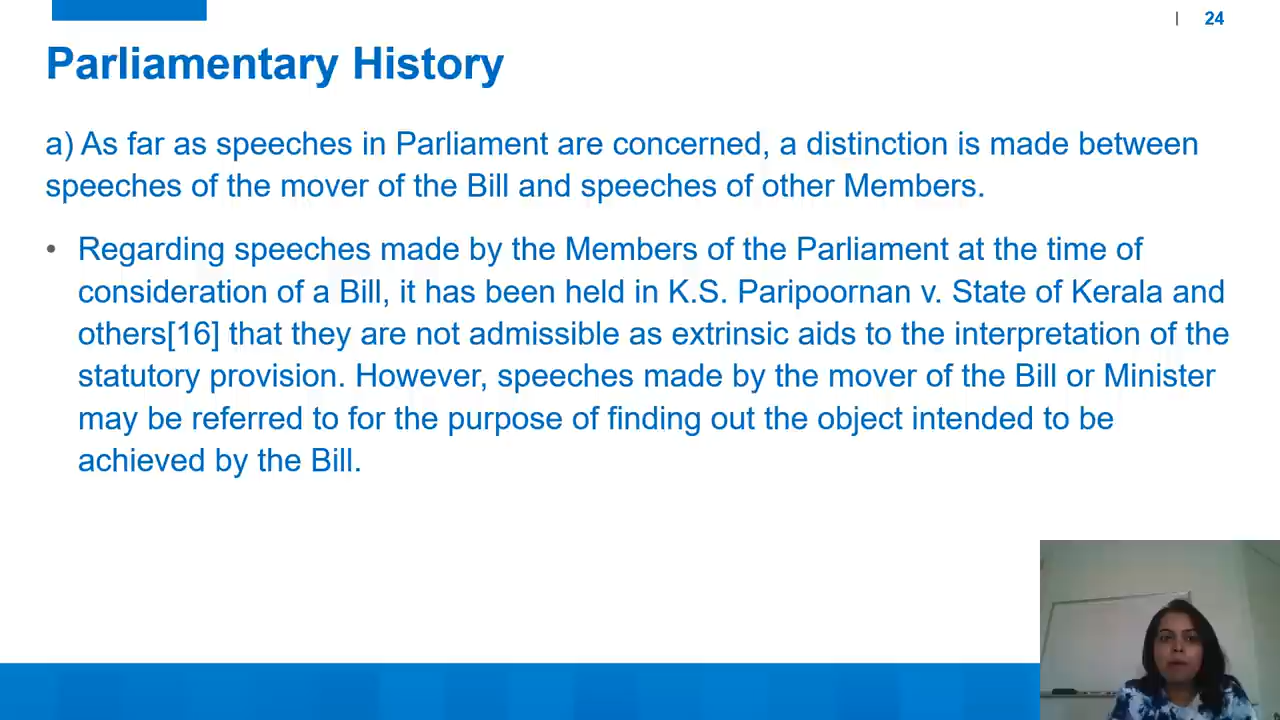 | 24
Parliamentary History
a) As far as speeches in Parliament are concerned, a distinction is made between
speeches of the mover of the Bill and speeches of other Members.
• Regarding speeches made by the Members of the Parliament at the time of
consideration of a Bill, it has been held in K.S. Paripoornan v. State of Kerala and
others[16] that they are not admissible as extrinsic aids to the interpretation of the
statutory provision. However, speeches made by the mover of the Bill or Minister
may be referred to for the purpose of finding out the object intended to be
achieved by the Bill.